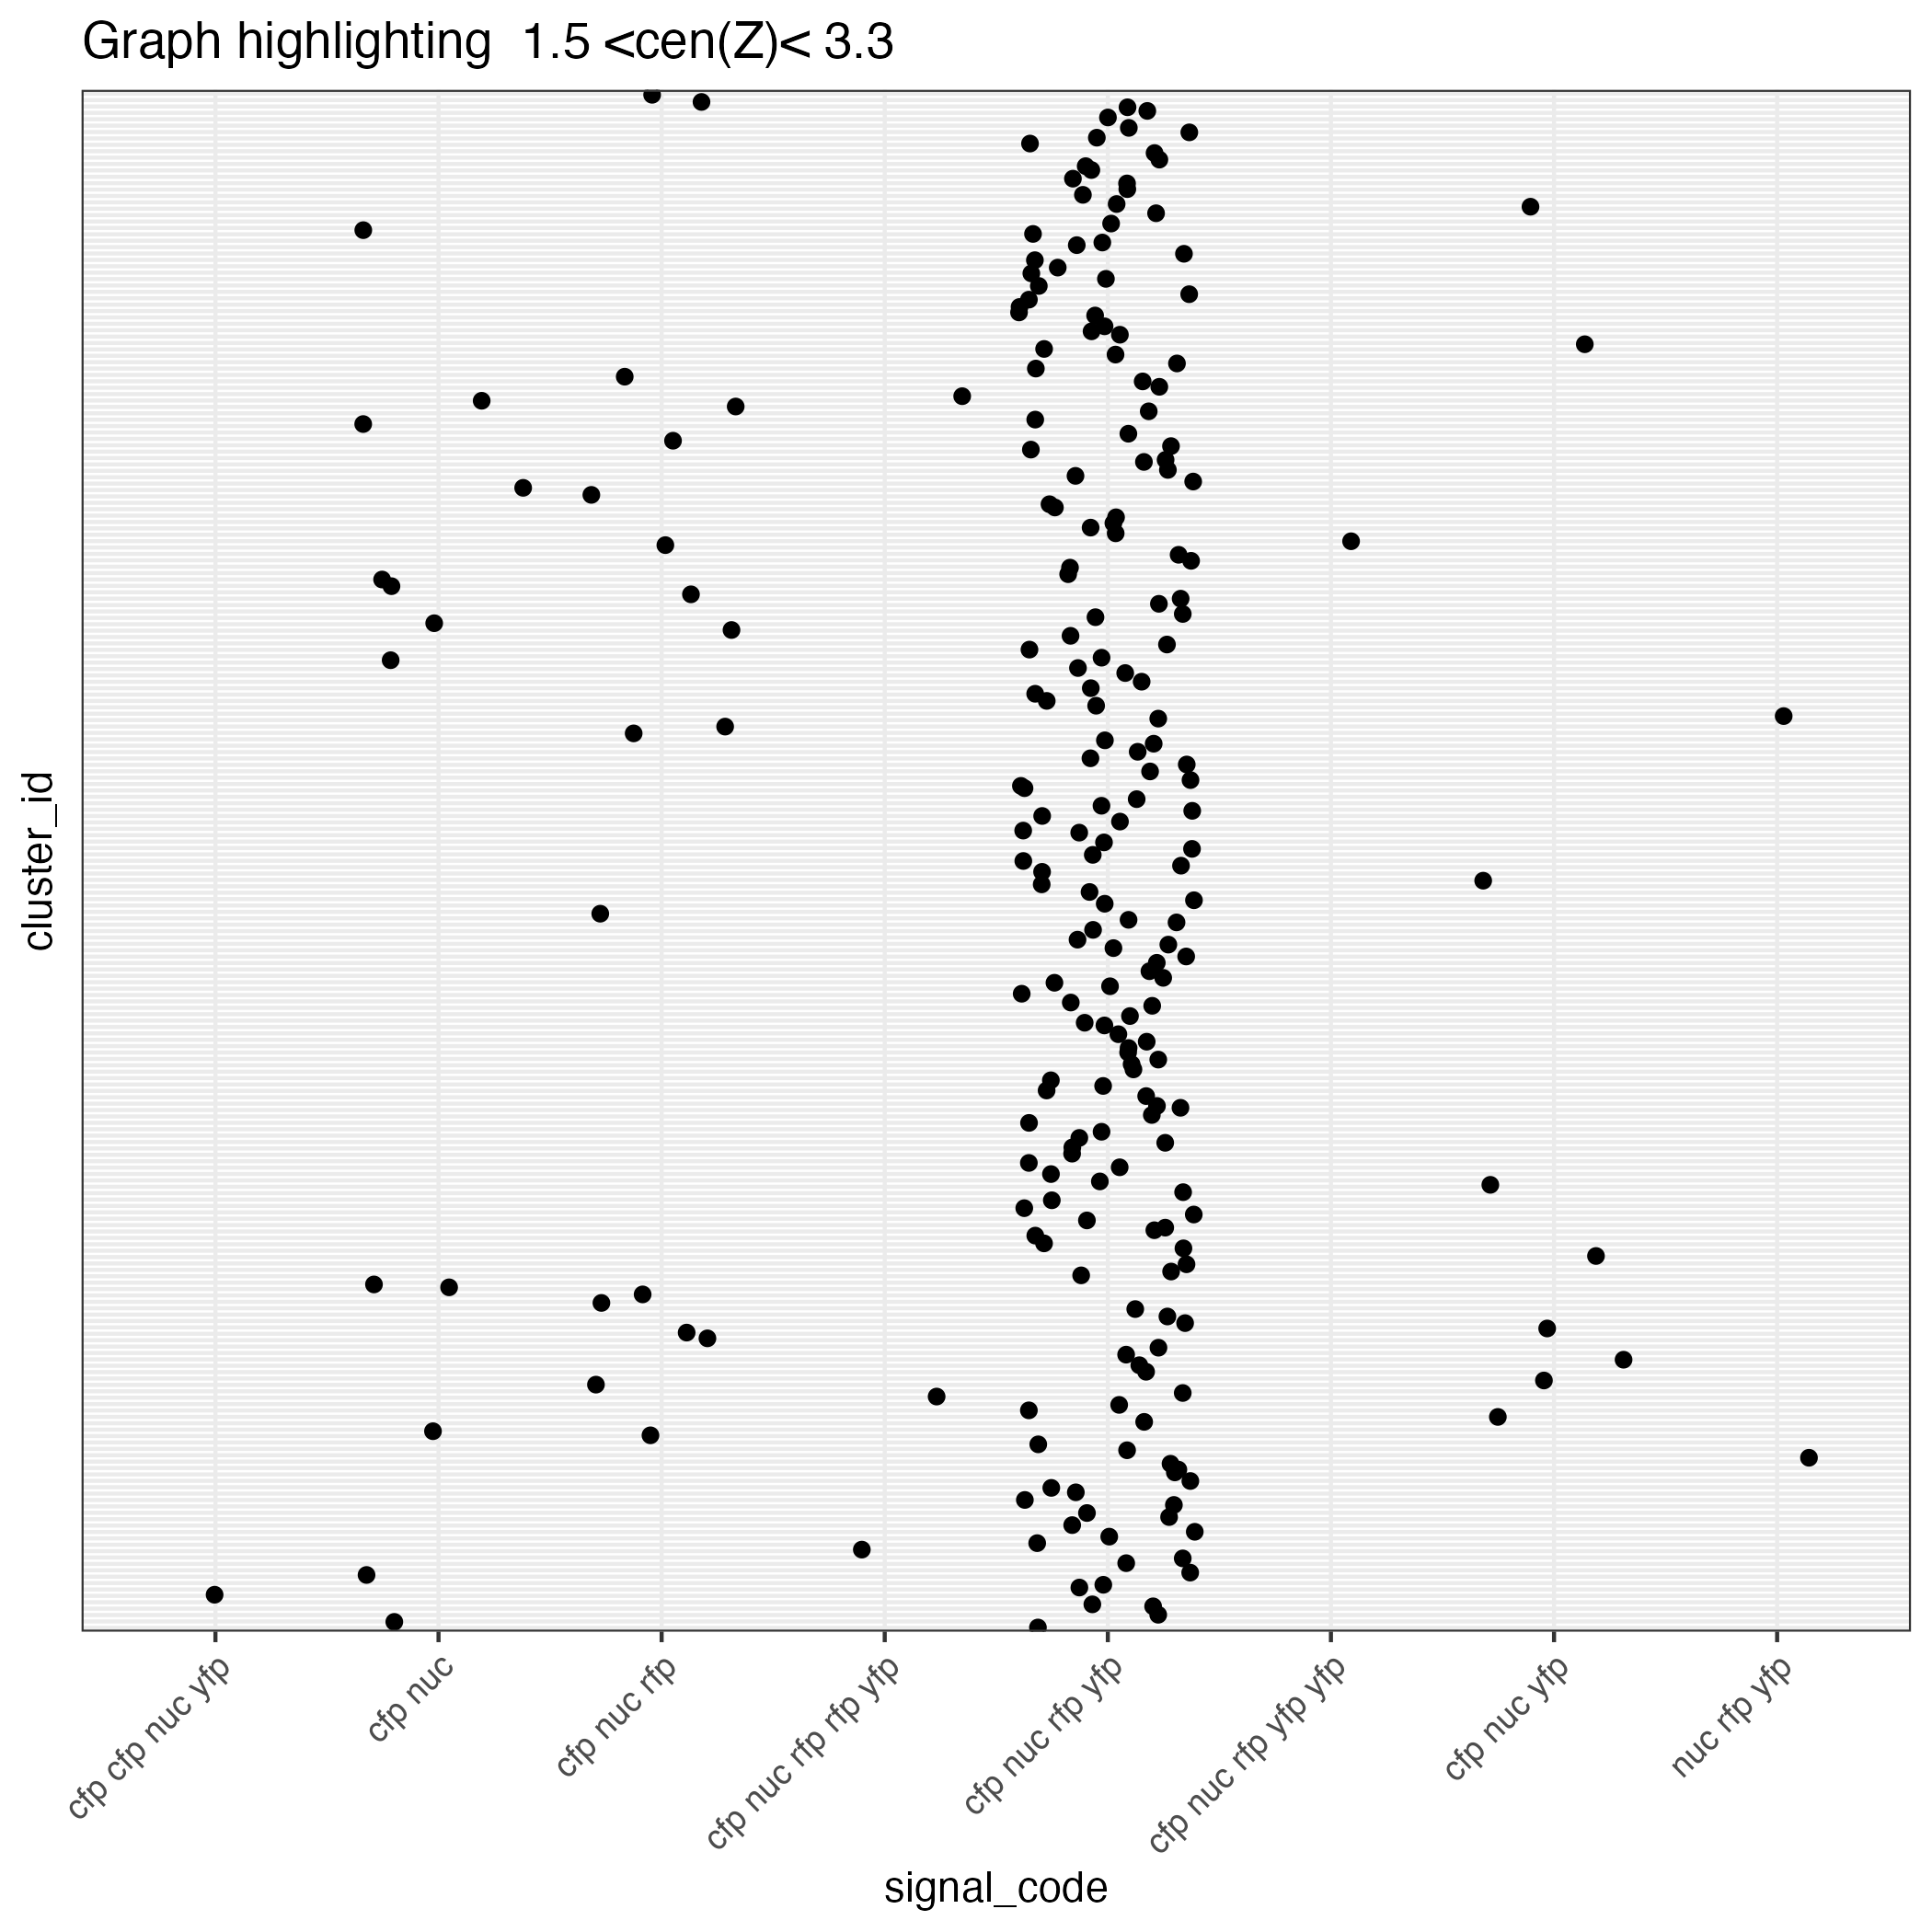 Graph highlighting  1.5 <cen(Z)< 3.3
cluster_id
cfp cfp nuc yfp
cfp nuc
cfp nuc rfp
cfp nuc rfp rfp yfp
cfp nuc rfp yfp
cfp nuc rfp yfp yfp
cfp nuc yfp
nuc rfp yfp
signal_code